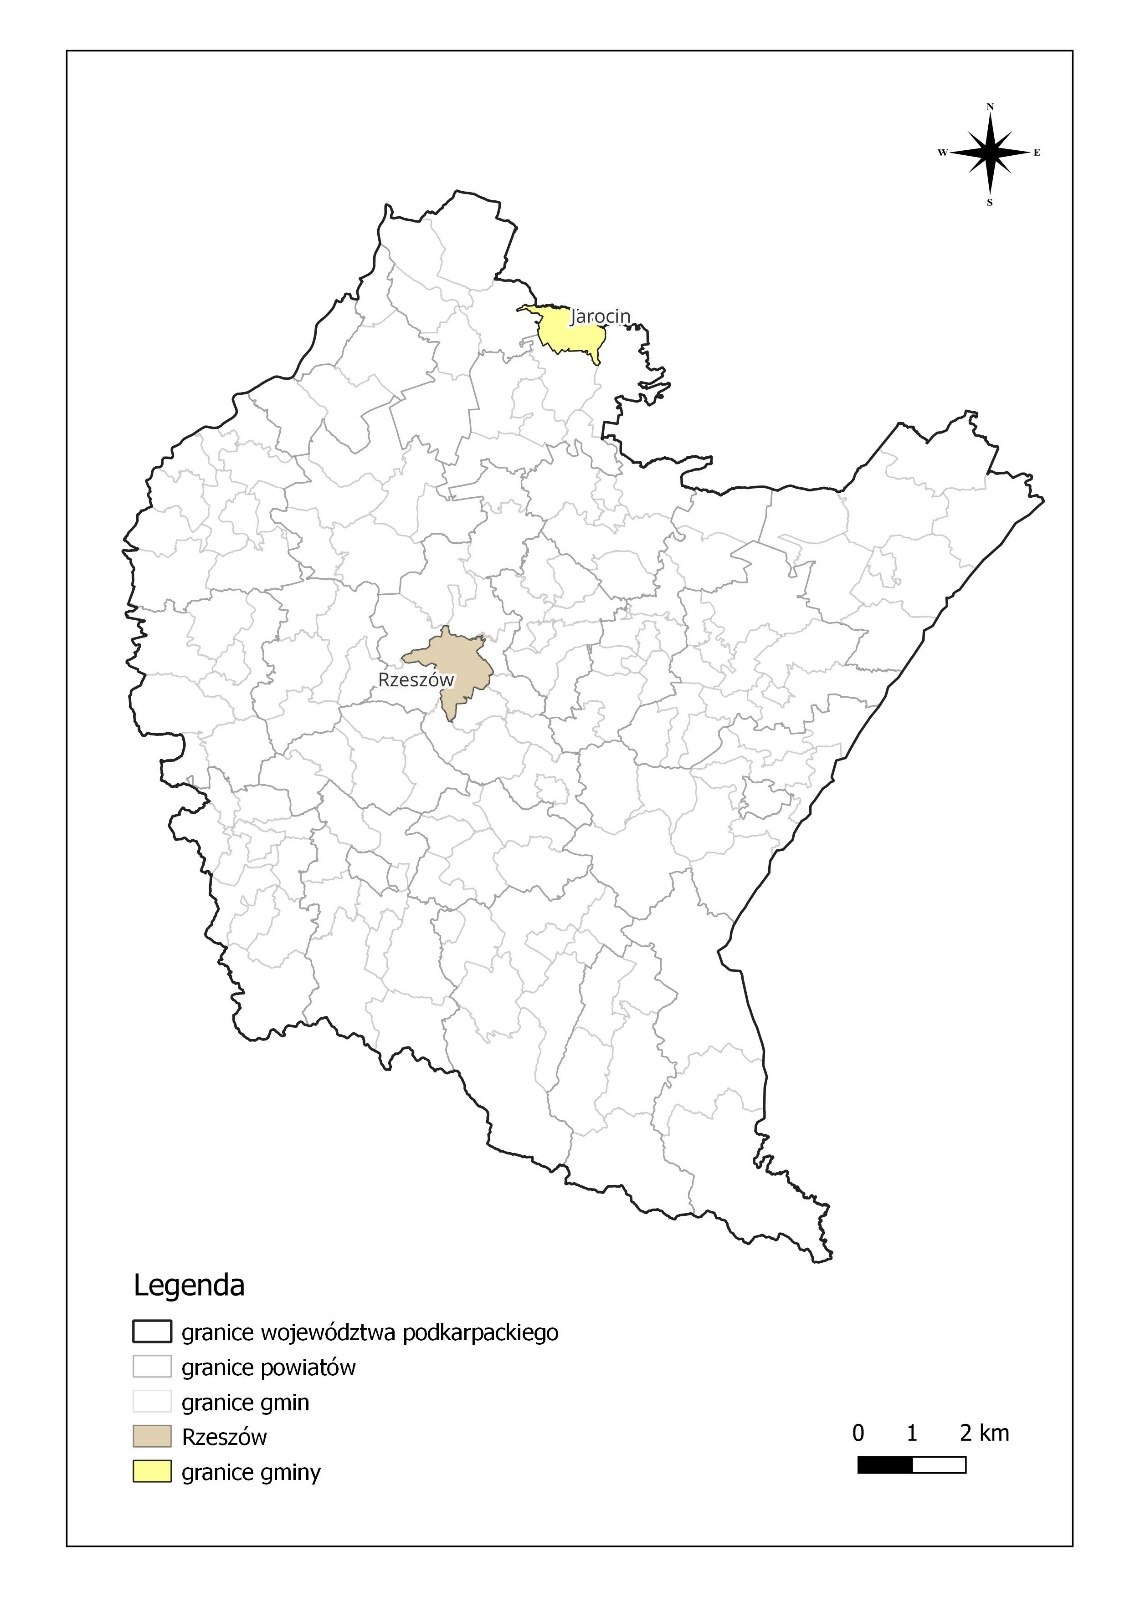 N
W E
S
Jarocin
Rzeszów
Legenda
granice województwa podkarpackiego
granice powiatów
granice gmin
Rzeszów
granice gminy
0 1 2 km